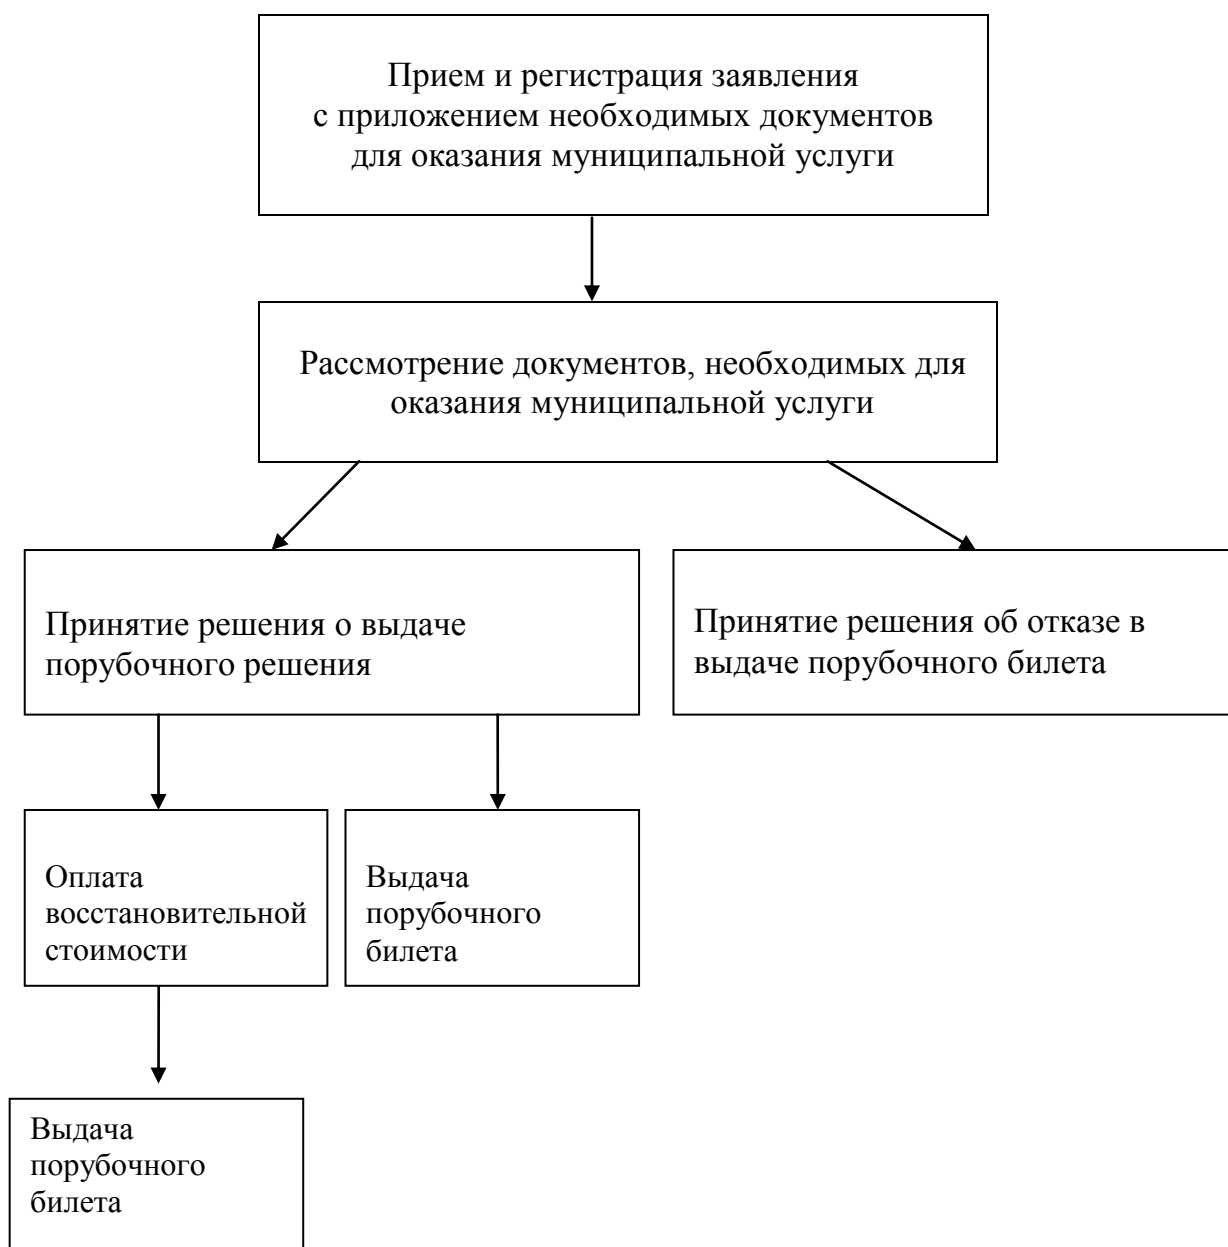 Прием и регистрация заявления
с приложением необходимых документов
для оказания муниципальной услуги
Рассмотрение документов, необходимых для
оказания муниципальной услуги
Принятие решения о выдаче
порубочного решения
Принятие решения об отказе в
выдаче порубочного билета
Оплата
восстановительной
стоимости
Выдача
порубочного
билета
Выдача
порубочного
билета